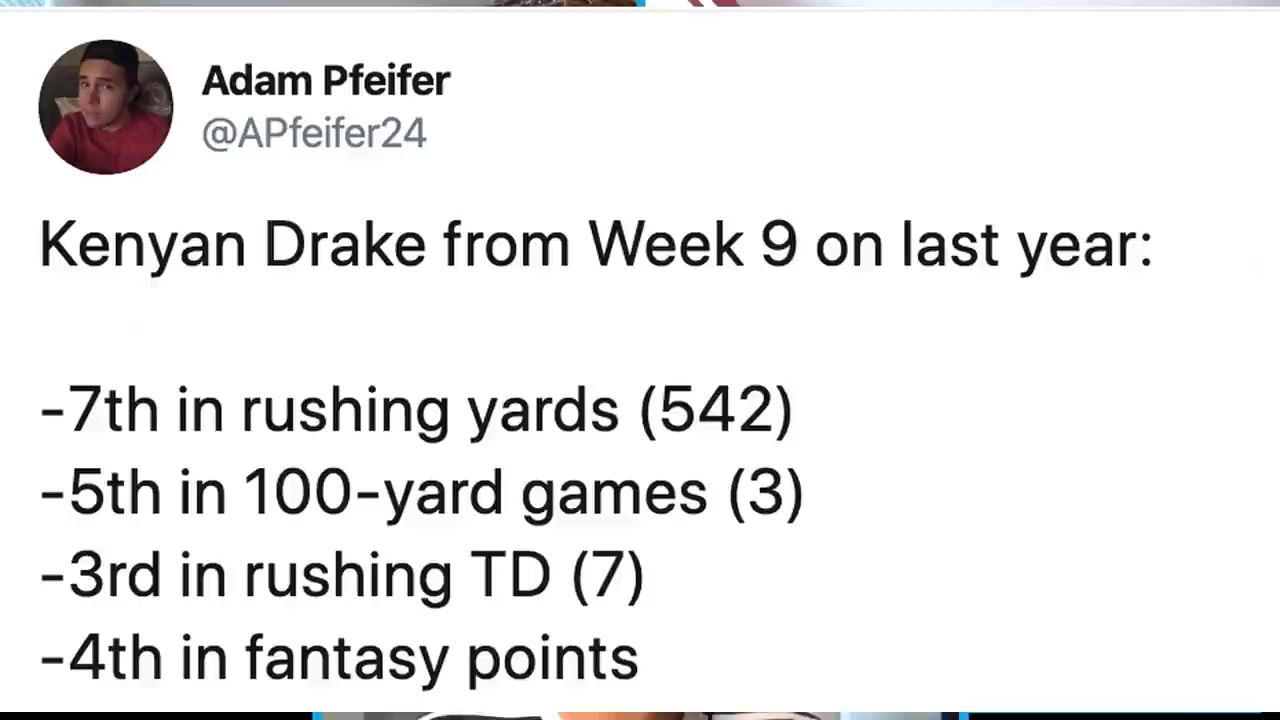 Adam Pfeifer
@APfeifer24
Kenyan Drake from Week 9 on last year:
-7th in rushing yards (542)
-5th in 100-yard games (3)
-3rd in rushing TD (7)
-4th in fantasy points